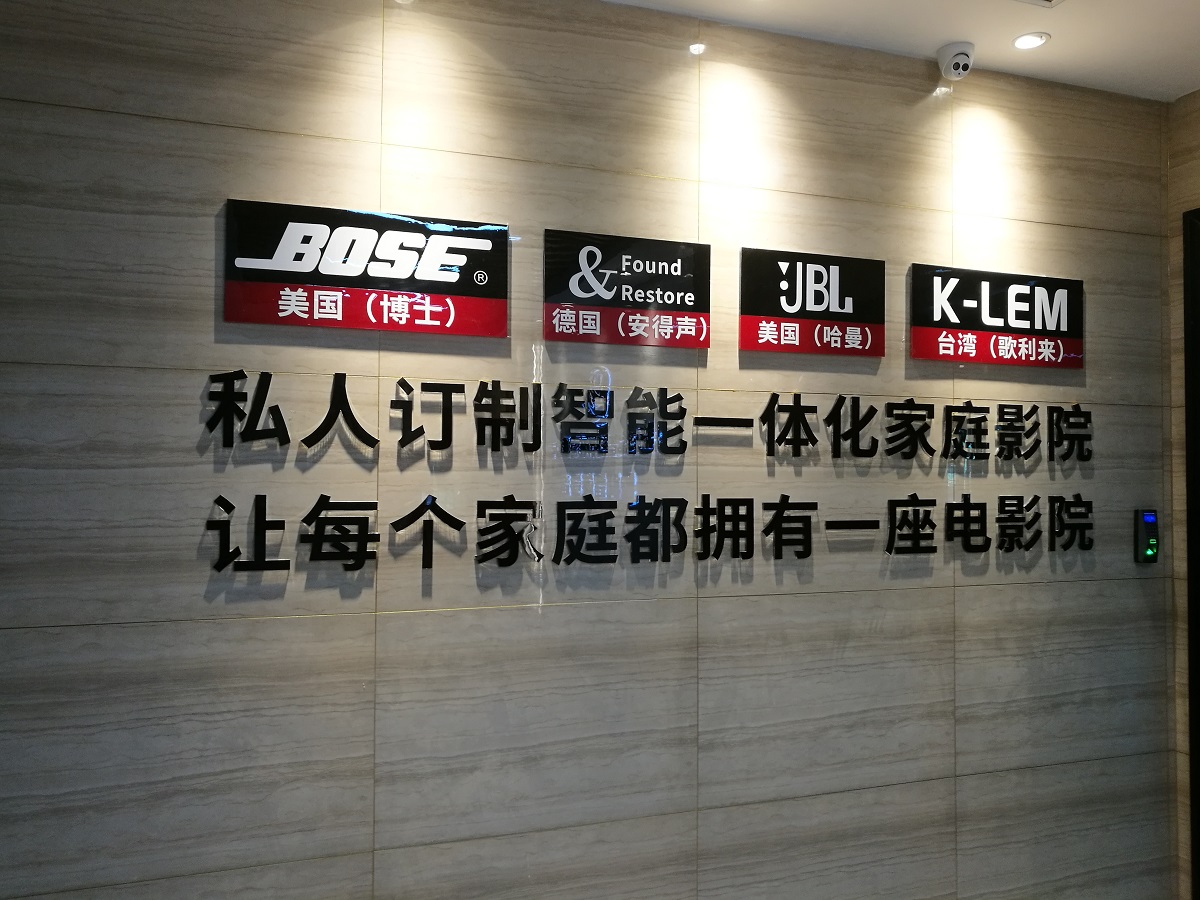 BOSE®
美国（博士）
& Found
Restore
德国（安得声）
JBL
美国（哈曼）
K-LEM
台湾（歌利来）
私人订制智能一体化家庭影院
让每个家庭都拥有一座电影院